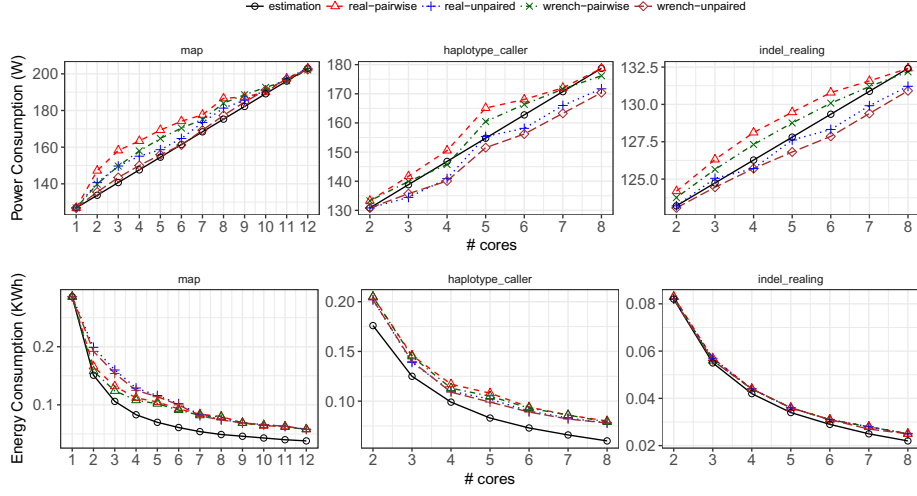 estimation real-pairwise real-unpaired wrench-pairwise wrench-unpaired
map haplotype_caller indel_realing
Power Consumption (W)
200
180
160
140
1 2 3 4 5 6 7 8 9 10 11 12
180
170
160
150
140
130
2 3 4 5 6 7 8
132.5
130.0
127.5
125.0
2 3 4 5 6 7 8
# cores
map haplotype_caller indel_realing
Energy Consumption (KWh)
0.2
0.1
1 2 3 4 5 6 7 8 9 10 11 12
0.20
0.15
0.10
2 3 4 5 6 7 8
0.08
0.06
0.04
0.02
2 3 4 5 6 7 8
# cores